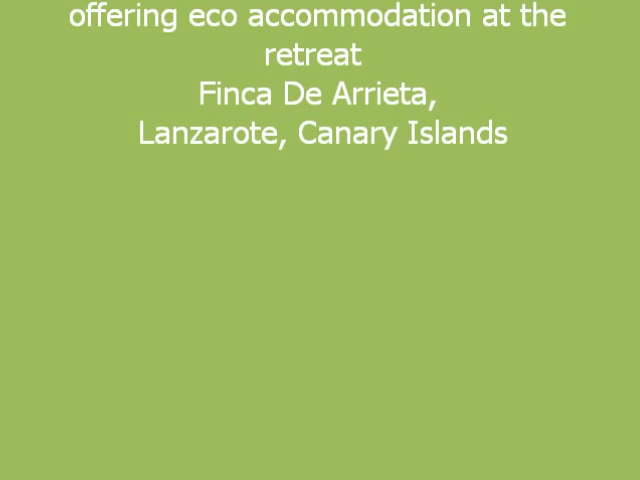 offering eco accommodation at the
retreat
Finca De Arrieta,
Lanzarote, Canary Islands